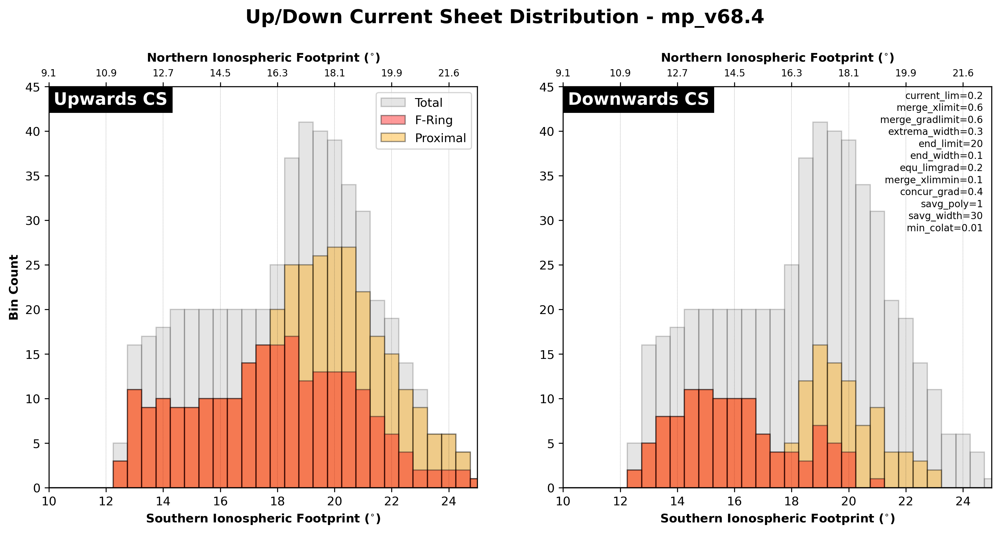 Up/Down Current Sheet Distribution - mp_v68.4
Northern Ionospheric Footprint (°)
9.1 10.9 12.7 14.5 16.3 18.1 19.9 21.6
Upwards CS
Total
F-Ring
Proximal
Bin Count
45
40
35
30
25
20
15
10
5
0
10 12 14 16 18 20 22 24
Southern Ionospheric Footprint (°)
Northern Ionospheric Footprint (°)
9.1 10.9 12.7 14.5 16.3 18.1 19.9 21.6
Downwards CS
current_lim=0.2
merge_xlimit=0.6
merge_gradlimit=0.6
extrema_width=0.3
end_limit=20
end_width=0.1
equ_limgrad=0.2
merge_xlimmin=0.1
concur_grad=0.4
savg_poly=1
savg_width=30
min_colat=0.01
45
40
35
30
25
20
15
10
5
0
10 12 14 16 18 20 22 24
Southern Ionospheric Footprint (°)